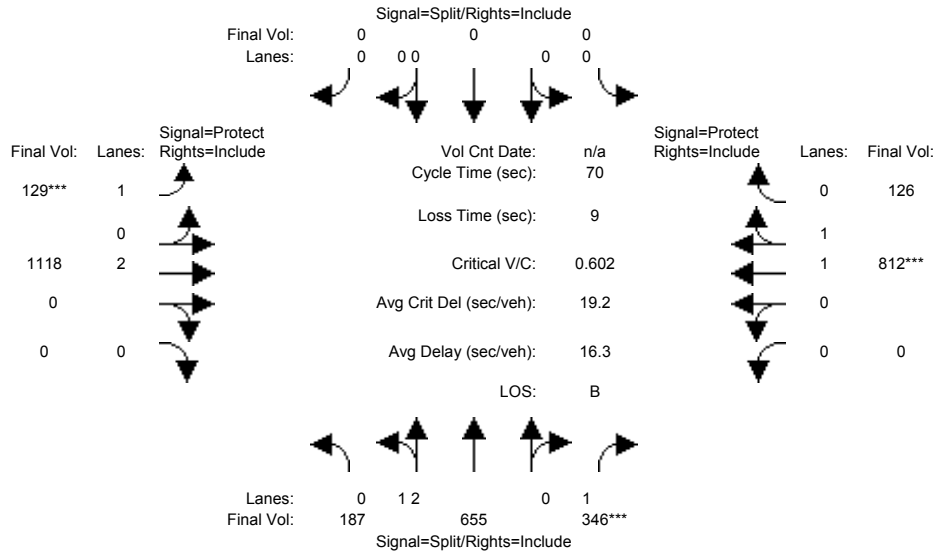 Signal=Split/Rights=Include
Final Vol: 0 0 0
Lanes: 0 0 0 0 0
Signal=Protect Signal=Protect
Final Vol: Lanes: Rights=Include Vol Cnt Date: n/a Rights=Include Lanes: Final Vol:
Cycle Time (sec): 70
129*** 1 0 126
Loss Time (sec): 9
0 1
1118 2 Critical V/C: 0.602 1 812***
0 Avg Crit Del (sec/veh): 19.2 0
0 0 Avg Delay (sec/veh): 16.3 0 0
LOS: B
Lanes: 0 1 2 0 1
Final Vol: 187 655 346***
Signal=Split/Rights=Include